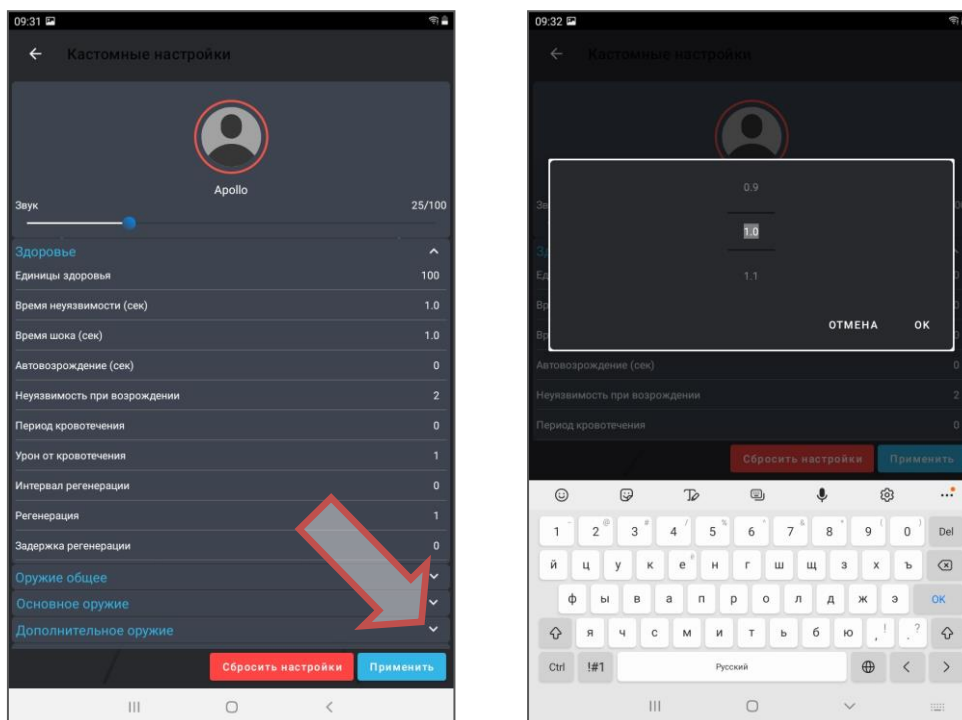 09:31
Кастомные настройки
Apollo
Звук 25/100
Здоровье
Единицы здоровья 100
Время неуязвимости (сек) 1.0
Время шока (сек) 1.0
Автовозрождение (сек) 0
Неуязвимость при возрождении 2
Период кровотечения 0
Урон от кровотечения 1
Интервал регенерации 0
Регенерация 1
Задержка регенерации 0
Оружие общее
Основное оружие
Дополнительное оружие
Сбросить настройки Применить
09:32
Кастомные настройки
0.9
1.0
1.1
ОТМЕНА OK
Автовозрождение (сек) 0
Неуязвимость при возрождении 2
Период кровотечения 0
Сбросить настройки Применить
1 2 @ 3 # 4 / 5 % 6 ^ 7 & 8 * 9 ( 0 ) Del
й ц у к е ё н г ш щ з х ъ
ф ы в а п р о л д ж э OK
я ч с м и т ь б ю , ! . ?
Ctrl !#1 Русский < >